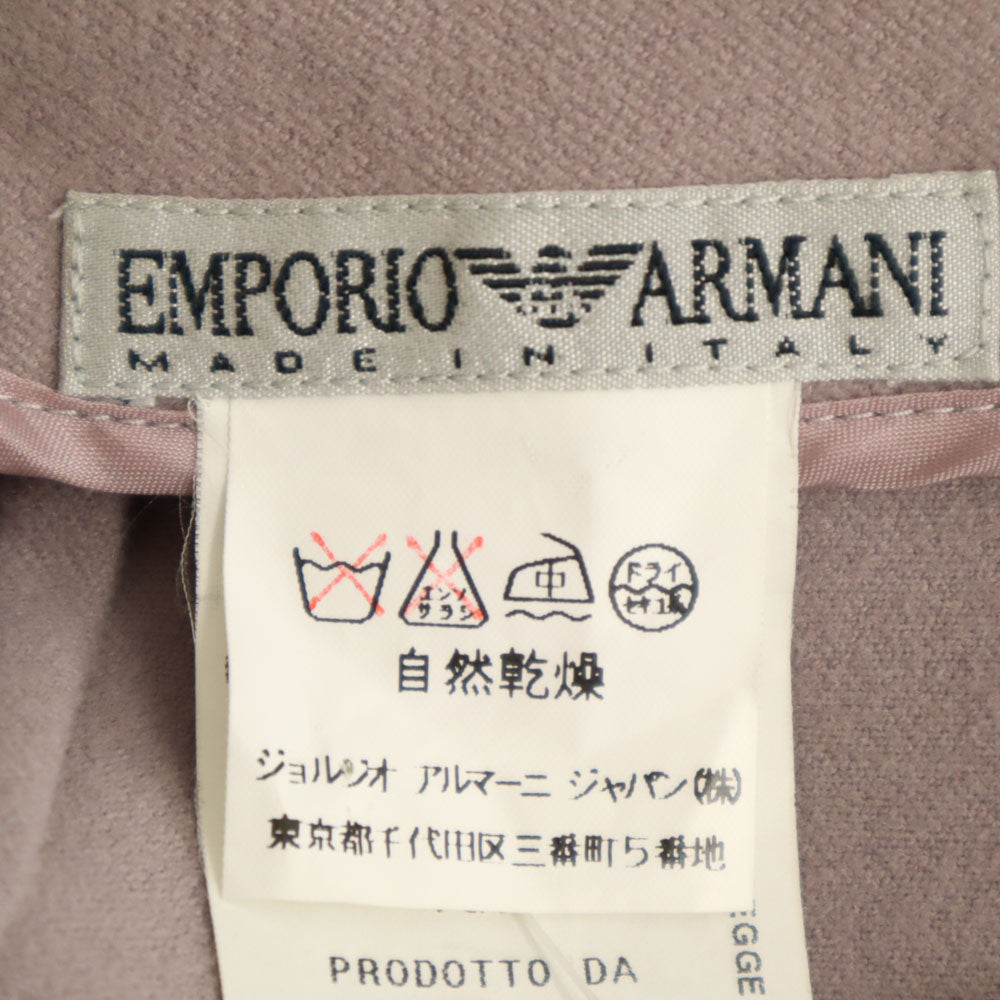 EMPORIO ARMANI
MADE IN ITALY
エンソ サラシ
中
ドライ
セキユ系
自然乾燥
ジョルジオ アルマーニ ジャパン(株)
東京都千代田区三番町5番地
PRODOTTO DA
EGGE